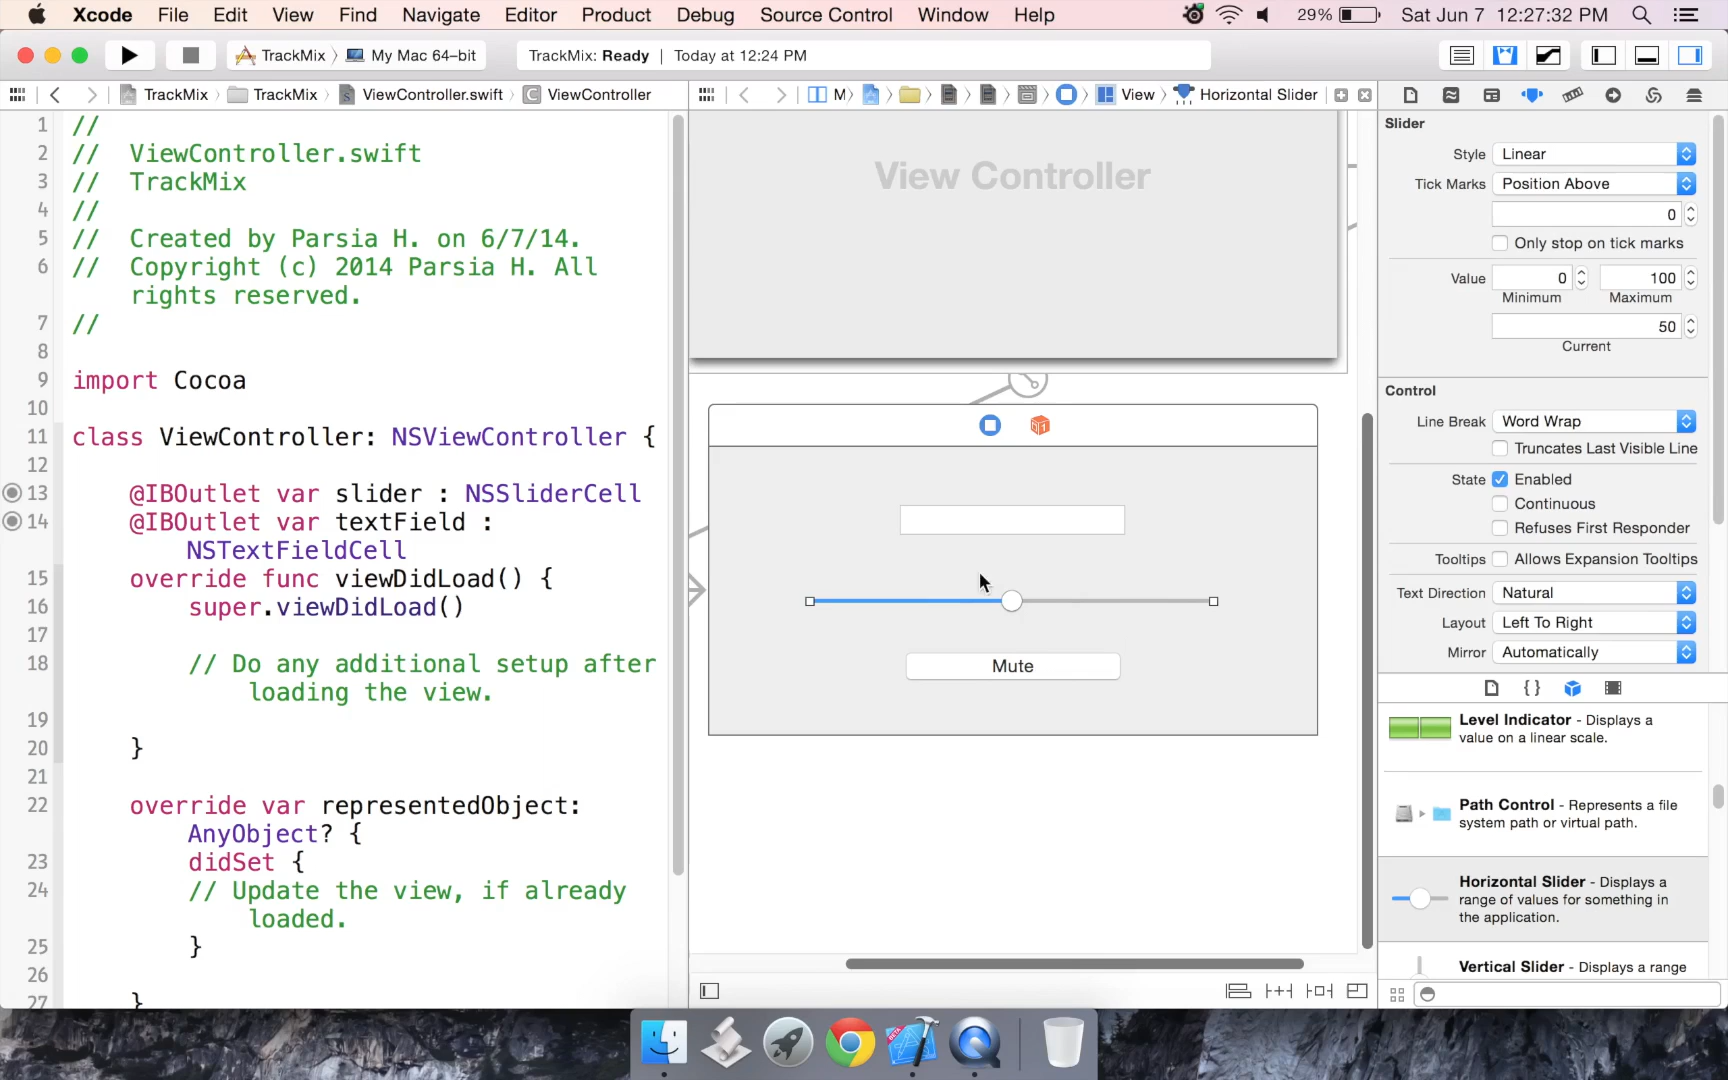 Xcode File Edit View Find Navigate Editor Product Debug Source Control Window Help 29% Sat Jun 7 12:27:32 PM
TrackMix My Mac 64-bit TrackMix: Ready | Today at 12:24 PM
TrackMix TrackMix ViewController.swift ViewController M View Horizontal Slider
1 //
2 // ViewController.swift
3 // TrackMix
4 //
5 // Created by Parsia H. on 6/7/14.
6 // Copyright (c) 2014 Parsia H. All
rights reserved.
7 //
8
9 import Cocoa
10
11 class ViewController: NSViewController {
12
13 @IBOutlet var slider : NSSliderCell
14 @IBOutlet var textField :
NSTextFieldCell
15 override func viewDidLoad() {
16 super.viewDidLoad()
17
18 // Do any additional setup after
loading the view.
19
20 }
21
22 override var representedObject:
AnyObject? {
23 didSet {
24 // Update the view, if already
loaded.
25 }
26
27 }
View Controller
Mute
Slider
Style Linear
Tick Marks Position Above
0
Only stop on tick marks
Value 0 100
Minimum Maximum
50
Current
Control
Line Break Word Wrap
Truncates Last Visible Line
State Enabled
Continuous
Refuses First Responder
Tooltips Allows Expansion Tooltips
Text Direction Natural
Layout Left To Right
Mirror Automatically
Level Indicator - Displays a
value on a linear scale.
Path Control - Represents a file
system path or virtual path.
Horizontal Slider - Displays a
range of values for something in
the application.
Vertical Slider - Displays a range